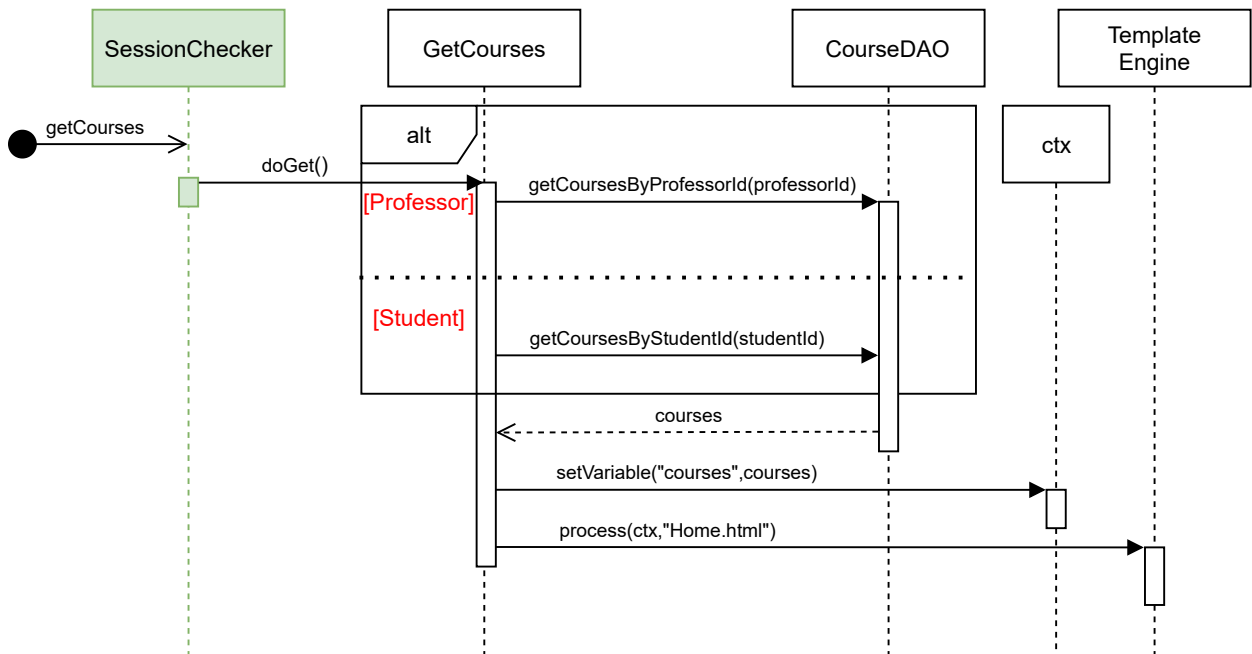 SessionChecker
GetCourses
CourseDAO
Template
Engine
getCourses
alt
ctx
doGet()
getCoursesByProfessorId(professorId)
[Professor]
[Student]
getCoursesByStudentId(studentId)
courses
setVariable("courses",courses)
process(ctx,"Home.html")